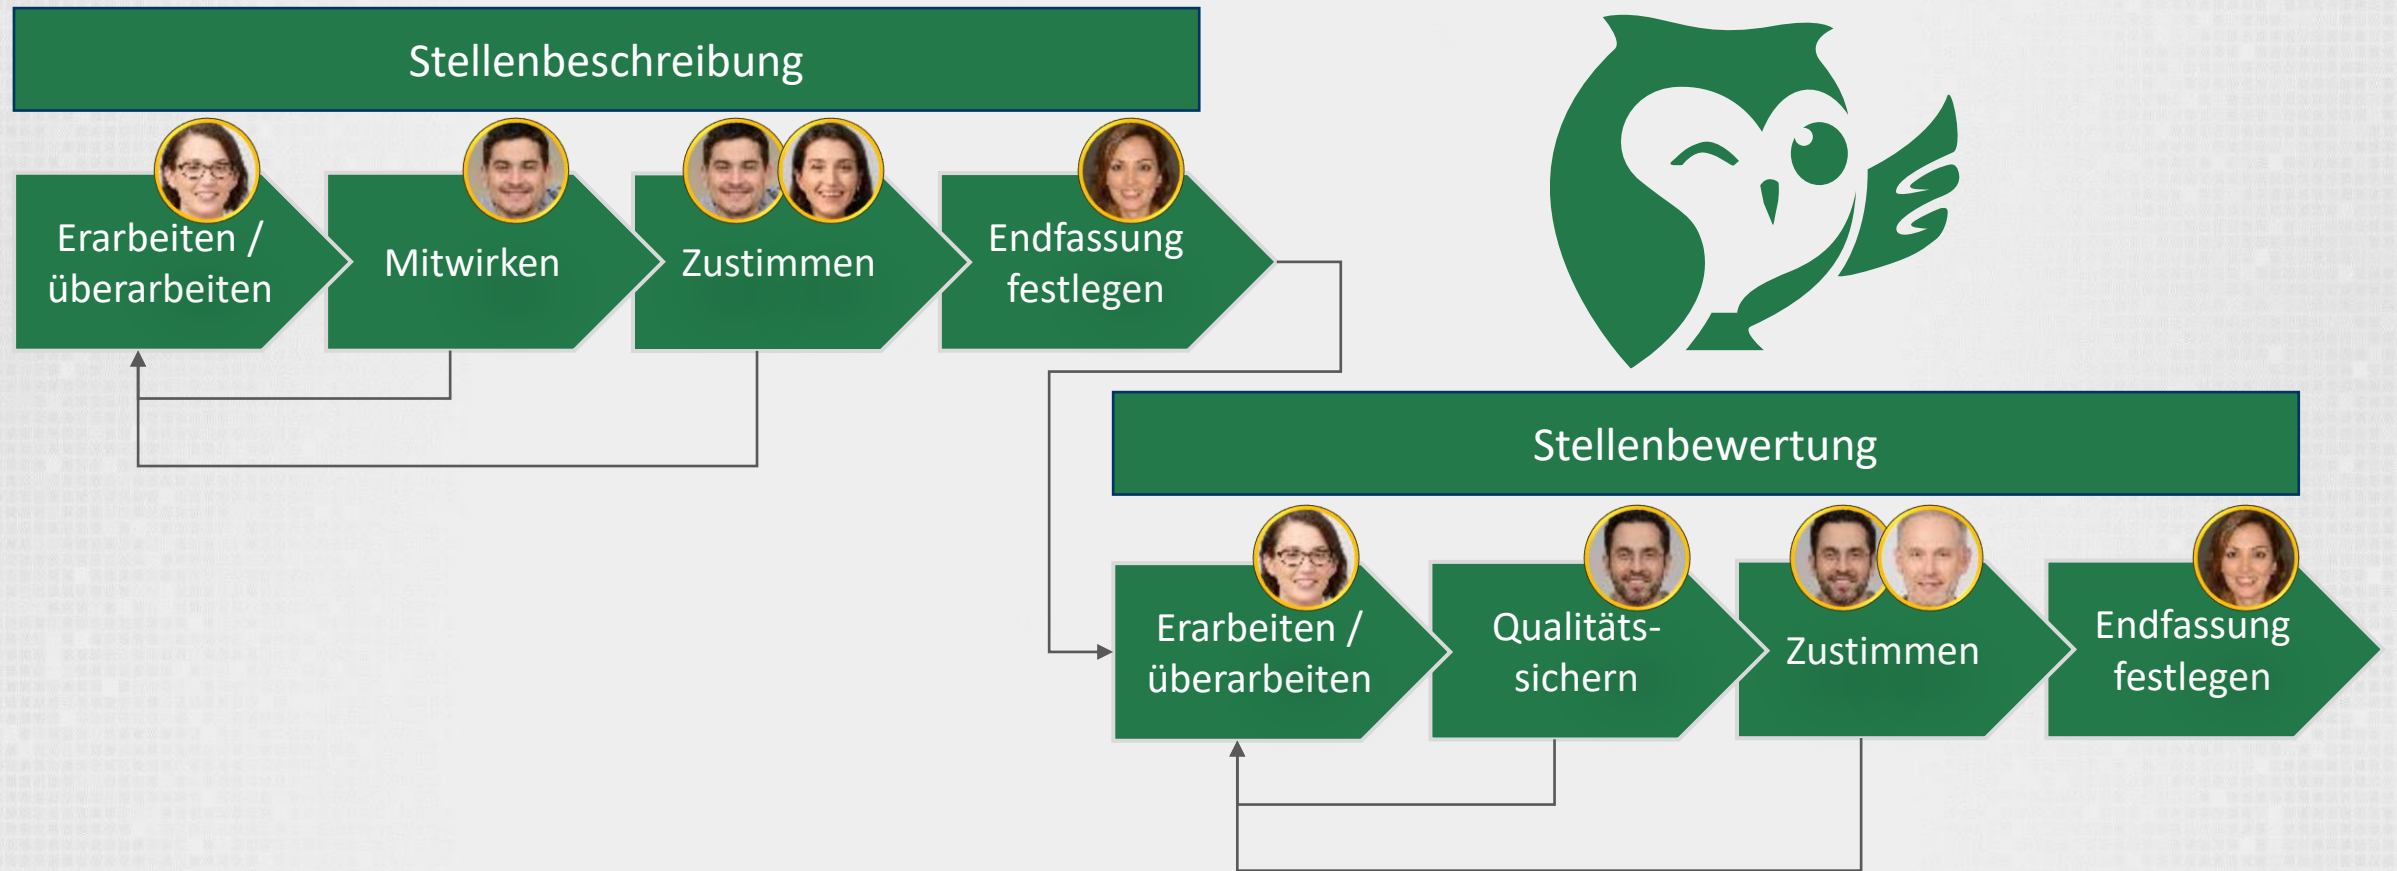 Stellenbeschreibung
Erarbeiten /
überarbeiten
Mitwirken
Zustimmen
Endfassung
festlegen
Stellenbewertung
Erarbeiten /
überarbeiten
Qualitäts-
sichern
Zustimmen
Endfassung
festlegen